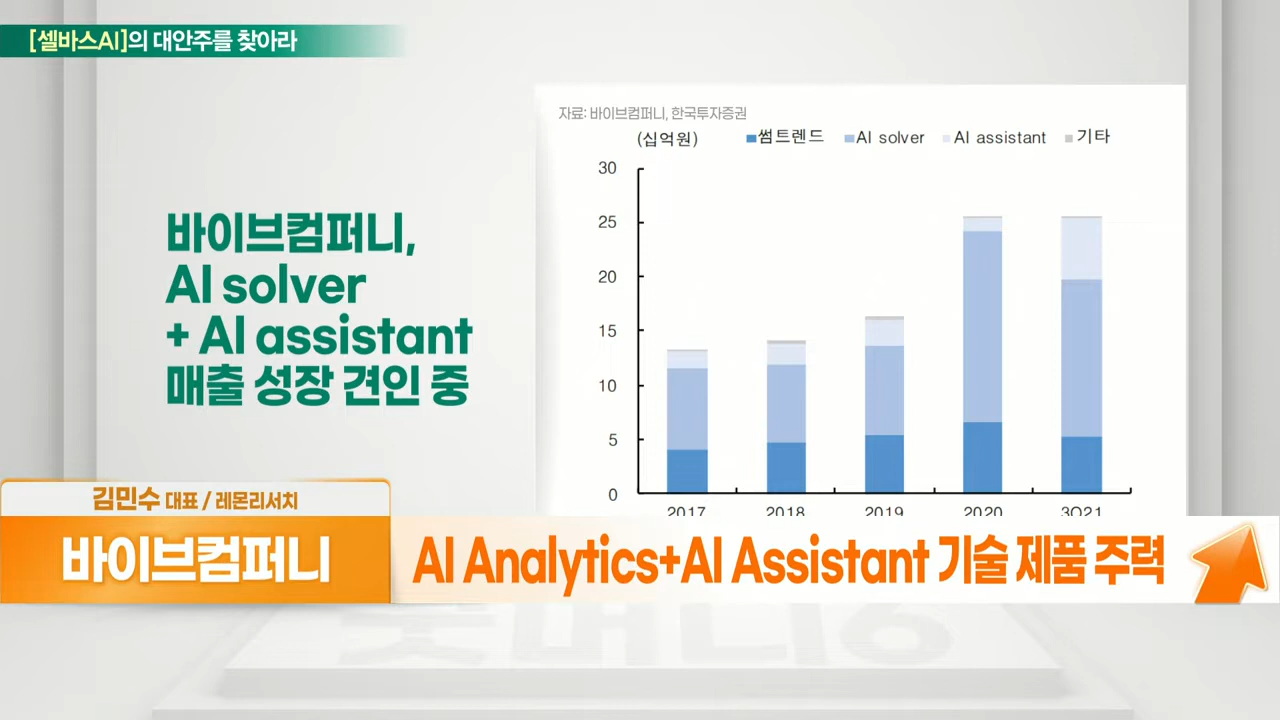 [셀바스AI]의 대안주를 찾아라
자료: 바이브컴퍼니, 한국투자증권
(십억원)
썸트렌드 AI solver AI assistant 기타
30
25
20
15
10
5
0
2017 2018 2019 2020 3Q21
바이브컴퍼니,
AI solver
+ AI assistant
매출 성장 견인 중
김민수 대표 / 레몬리서치
바이브컴퍼니
AI Analytics+AI Assistant 기술 제품 주력
굿머니6